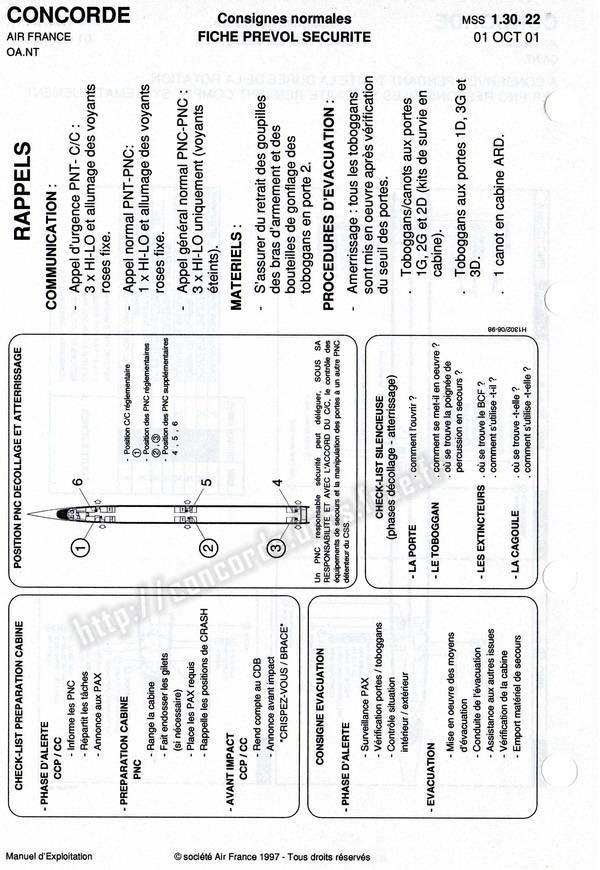 CONCORDE
AIR FRANCE
OA.NT
Consignes normales
FICHE PREVOL SECURITE
MSS 1.30. 22
01 OCT 01
CHECK-LIST PREPARATION CABINE
- PHASE D'ALERTE
CCP / CC
- Informe les PNC
- Répartit les tâches
- Annonce aux PAX
- PREPARATION CABINE
PNC
- Range la cabine
- Fait endosser les gilets
(si nécessaire)
- Place les PAX requis
- Rappelle les positions de CRASH
- AVANT IMPACT
CCP / CC
- Rend compte au CDB
- Annonce avant impact
"CRISPEZ-VOUS / BRACE"
POSITION PNC DECOLLAGE ET ATTERRISSAGE
6
5
4
1
2
3
- Position C/C réglementaire
1
- Position des PNC réglementaires
2 , 3
- Position des PNC supplémentaires
4 , 5 , 6
Un PNC responsable sécurité peut déléguer, SOUS SA
RESPONSABILITE ET AVEC L'ACCORD DU C/C, le contrôle des
équipements de secours et la manipulation des portes à un autre PNC
détenteur du CSS.
CONSIGNE EVACUATION
- PHASE D'ALERTE
- Surveillance PAX
- Vérification portes / toboggans
- Contrôle situation
intérieur / extérieur
- EVACUATION
- Mise en oeuvre des moyens
d'évacuation
- Conduite de l'évacuation
- Assistance aux autres issues
- Vérification de la cabine
- Emport matériel de secours
CHECK-LIST SILENCIEUSE
(phases décollage - atterrissage)
- LA PORTE . comment l'ouvrir ?
- LE TOBOGGAN . comment se met-il en oeuvre ?
. où se trouve la poignée de
percussion en secours ?
- LES EXTINCTEURS . où se trouve le BCF ?
. comment s'utilise -t-il ?
- LA CAGOULE . où se trouve -t-elle ?
. comment s'utilise -t-elle ?
H1302/06-98
RAPPELS
COMMUNICATION :
- Appel d'urgence PNT- C/C :
3 x HI-LO et allumage des voyants
roses fixe.
- Appel normal PNT-PNC:
1 x HI-LO et allumage des voyants
roses fixe.
- Appel général normal PNC-PNC :
3 x HI-LO uniquement (voyants
éteints).
MATERIELS :
- S'assurer du retrait des goupilles
des bras d'armement et des
bouteilles de gonflage des
toboggans en porte 2.
PROCEDURES D'EVACUATION :
- Amerrissage : tous les toboggans
sont mis en oeuvre après vérification
du seuil des portes.
. Toboggans/canots aux portes
1G, 2G et 2D (kits de survie en
cabine).
. Toboggans aux portes 1D, 3G et
3D.
. 1 canot en cabine ARD.
Manuel d'Exploitation
© société Air France 1997 - Tous droits réservés